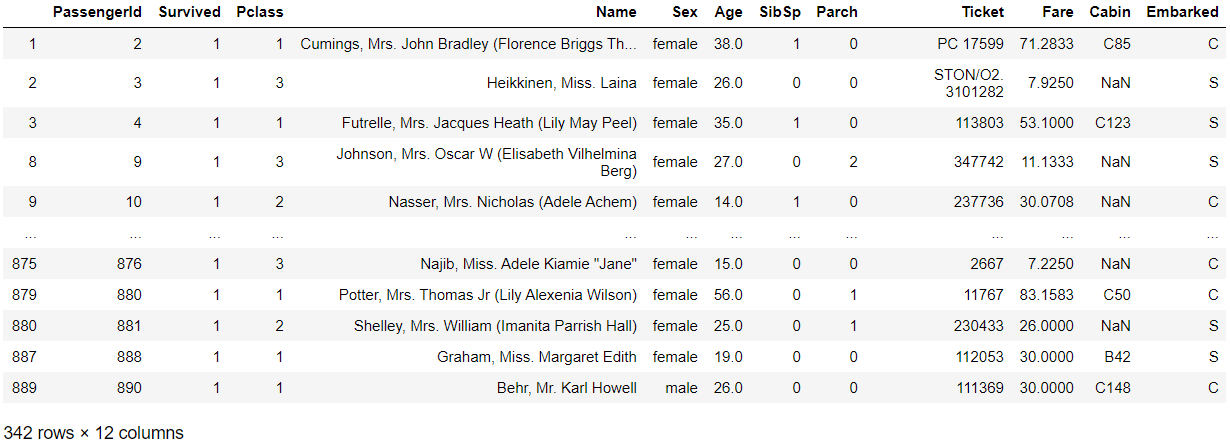 PassengerId Survived Pclass Name Sex Age SibSp Parch Ticket Fare Cabin Embarked
1 2 1 1 Cumings, Mrs. John Bradley (Florence Briggs Th... female 38.0 1 0 PC 17599 71.2833 C85 C
2 3 1 3 Heikkinen, Miss. Laina female 26.0 0 0 STON/O2. 3101282 7.9250 NaN S
3 4 1 1 Futrelle, Mrs. Jacques Heath (Lily May Peel) female 35.0 1 0 113803 53.1000 C123 S
8 9 1 3 Johnson, Mrs. Oscar W (Elisabeth Vilhelmina Berg) female 27.0 0 2 347742 11.1333 NaN S
9 10 1 2 Nasser, Mrs. Nicholas (Adele Achem) female 14.0 1 0 237736 30.0708 NaN C
... ... ... ... ... ... ... ... ... ... ... ... ...
875 876 1 3 Najib, Miss. Adele Kiamie "Jane" female 15.0 0 0 2667 7.2250 NaN C
879 880 1 1 Potter, Mrs. Thomas Jr (Lily Alexenia Wilson) female 56.0 0 1 11767 83.1583 C50 C
880 881 1 2 Shelley, Mrs. William (Imanita Parrish Hall) female 25.0 0 1 230433 26.0000 NaN S
887 888 1 1 Graham, Miss. Margaret Edith female 19.0 0 0 112053 30.0000 B42 S
889 890 1 1 Behr, Mr. Karl Howell male 26.0 0 0 111369 30.0000 C148 C
342 rows × 12 columns